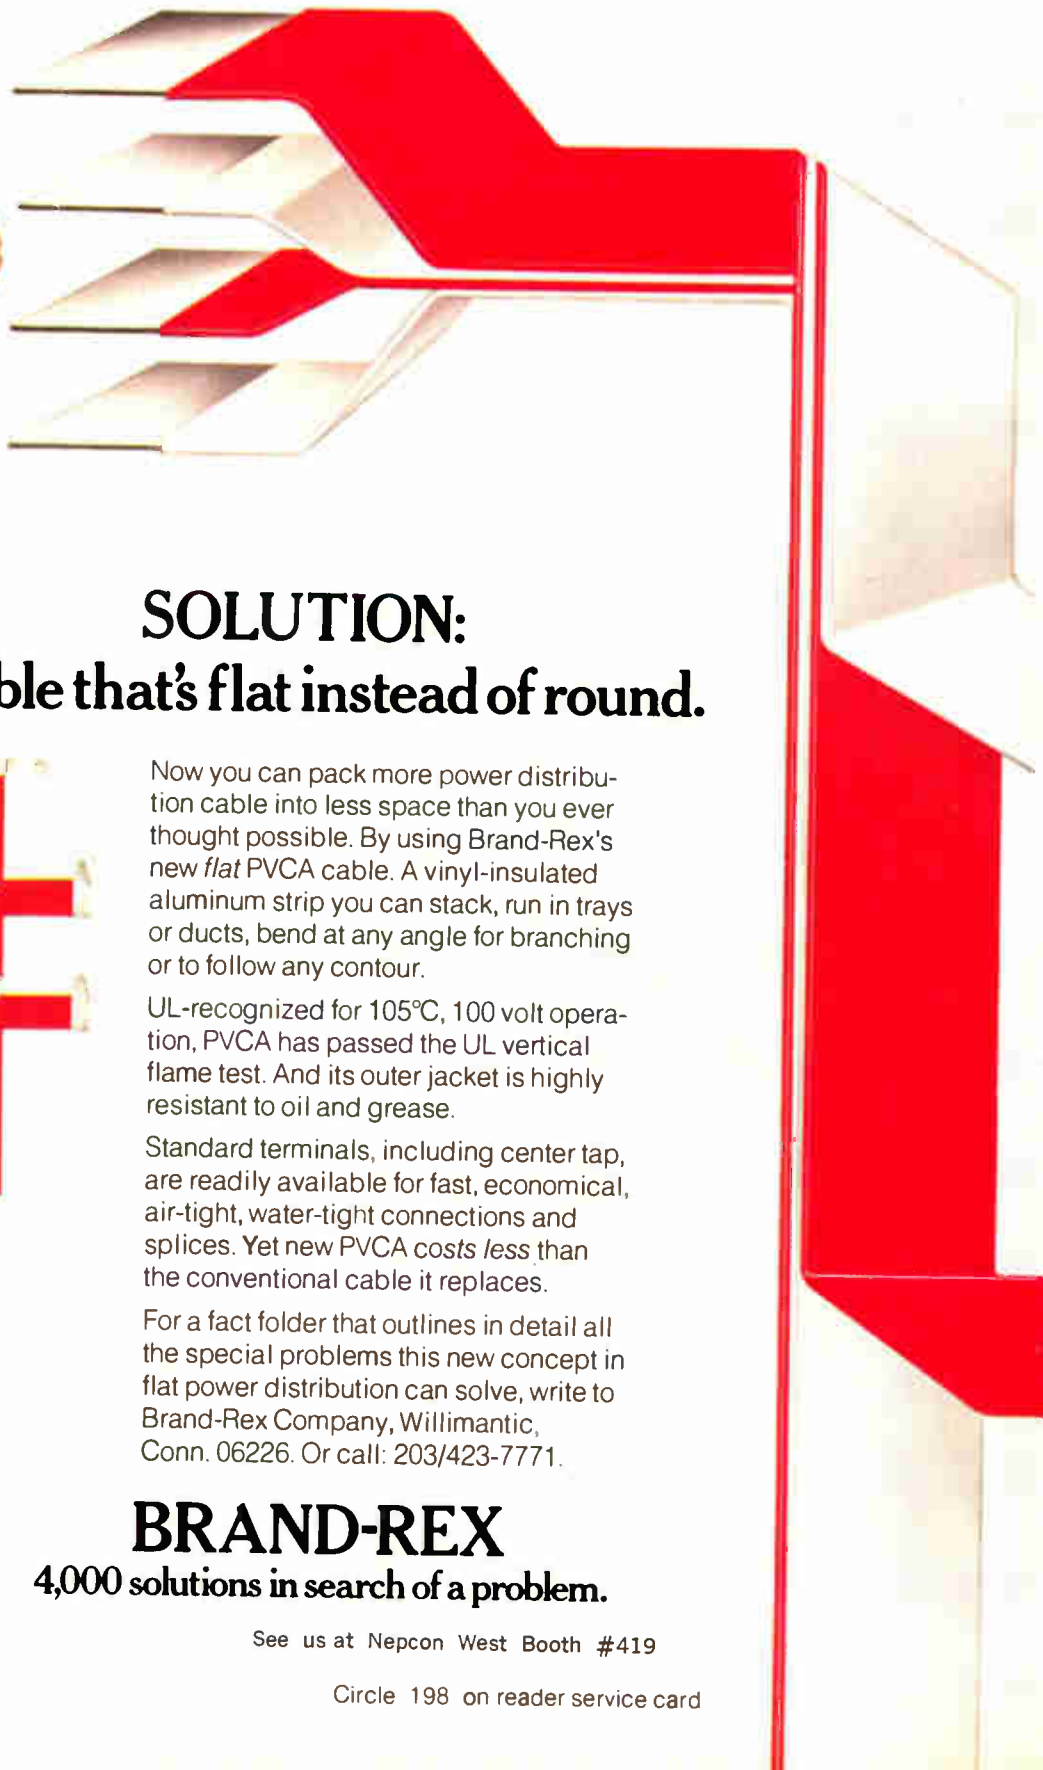 SOLUTION:
that's flat instead of round.
Now you can pack more power distribu-
tion cable into less space than you ever
thought possible. By using Brand-Rex's
new flat PVCA cable. A vinyl-insulated
aluminum strip you can stack, run in trays
or ducts, bend at any angle for branching
or to follow any contour.
UL-recognized for 105°C, 100 volt opera-
tion, PVCA has passed the UL vertical
flame test. And its outer jacket is highly
resistant to oil and grease.
Standard terminals, including center tap,
are readily available for fast, economical,
air-tight, water-tight connections and
splices. Yet new PVCA costs less than
the conventional cable it replaces.
For a fact folder that outlines in detail all
the special problems this new concept in
flat power distribution can solve, write to
Brand-Rex Company, Willimantic,
Conn. 06226. Or call: 203/423-7771.
BRAND-REX
4,000 solutions in search of a problem.
See us at Nepcon West Booth #419
Circle 198 on reader service card